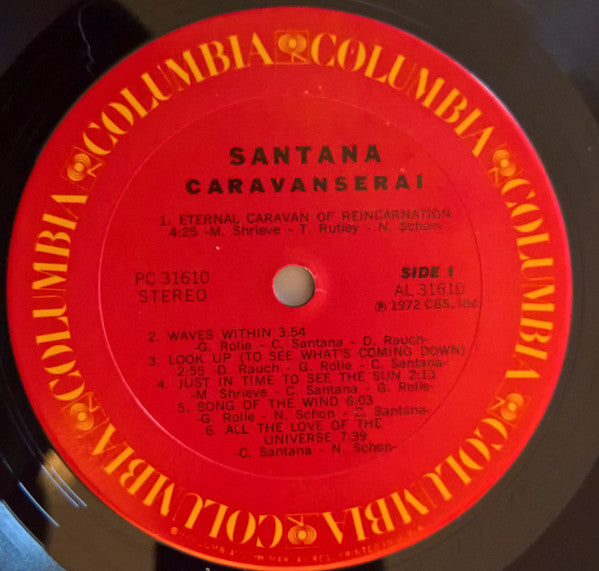 COLUMBIA COLUMBIA COLUMBIA COLUMBIA COLUMBIA COLUMBIA
SANTANA
CARAVANSERAI
1. ETERNAL CARAVAN OF REINCARNATION
4:25 -M. Shrieve - T. Rutley - N. Schon-
PC 31610
STEREO
SIDE 1
AL 31610
Ⓟ 1972 CBS, Inc.
2. WAVES WITHIN 3:54
-G. Rolie - C. Santana - D. Rauch-
3. LOOK UP (TO SEE WHAT'S COMING DOWN)
2:55 -D. Rauch - G. Rolie - C. Santana-
4. JUST IN TIME TO SEE THE SUN 2:13
-M. Shrieve - C. Santana - G. Rolie-
5. SONG OF THE WIND 6:03
-G. Rolie - N. Schon - C. Santana-
6. ALL THE LOVE OF THE
UNIVERSE 7:39
-C. Santana - N. Schon-
PRINTED IN U.S.A.